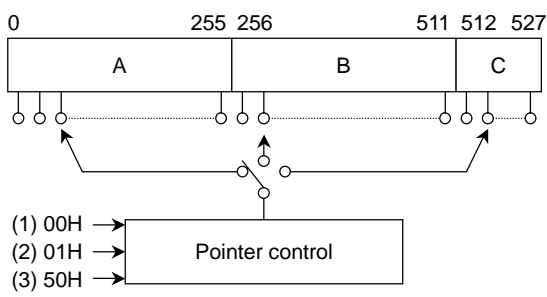 0 255 256 511 512 527
A B C
(1) 00H
(2) 01H Pointer control
(3) 50H